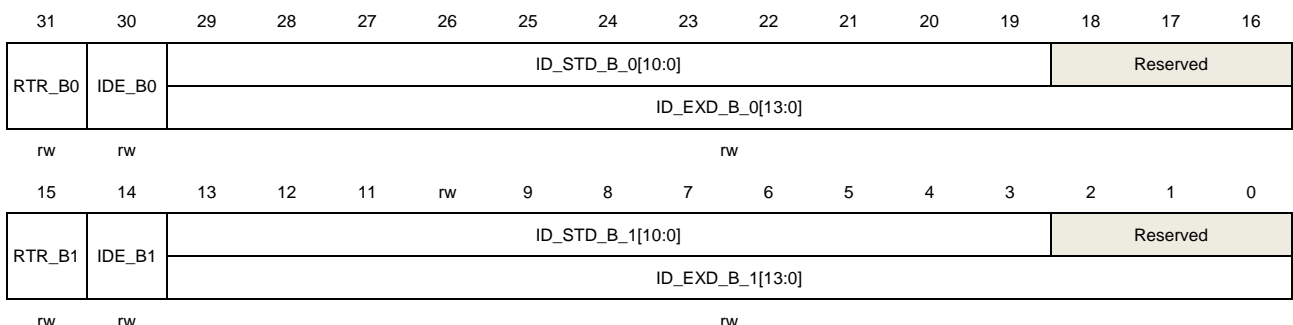 31 30 29 28 27 26 25 24 23 22 21 20 19 18 17 16
RTR_B0 IDE_B0 ID_STD_B_0[10:0] Reserved
ID_EXD_B_0[13:0]
rw rw rw
15 14 13 12 11 rw 9 8 7 6 5 4 3 2 1 0
RTR_B1 IDE_B1 ID_STD_B_1[10:0] Reserved
ID_EXD_B_1[13:0]
rw rw rw